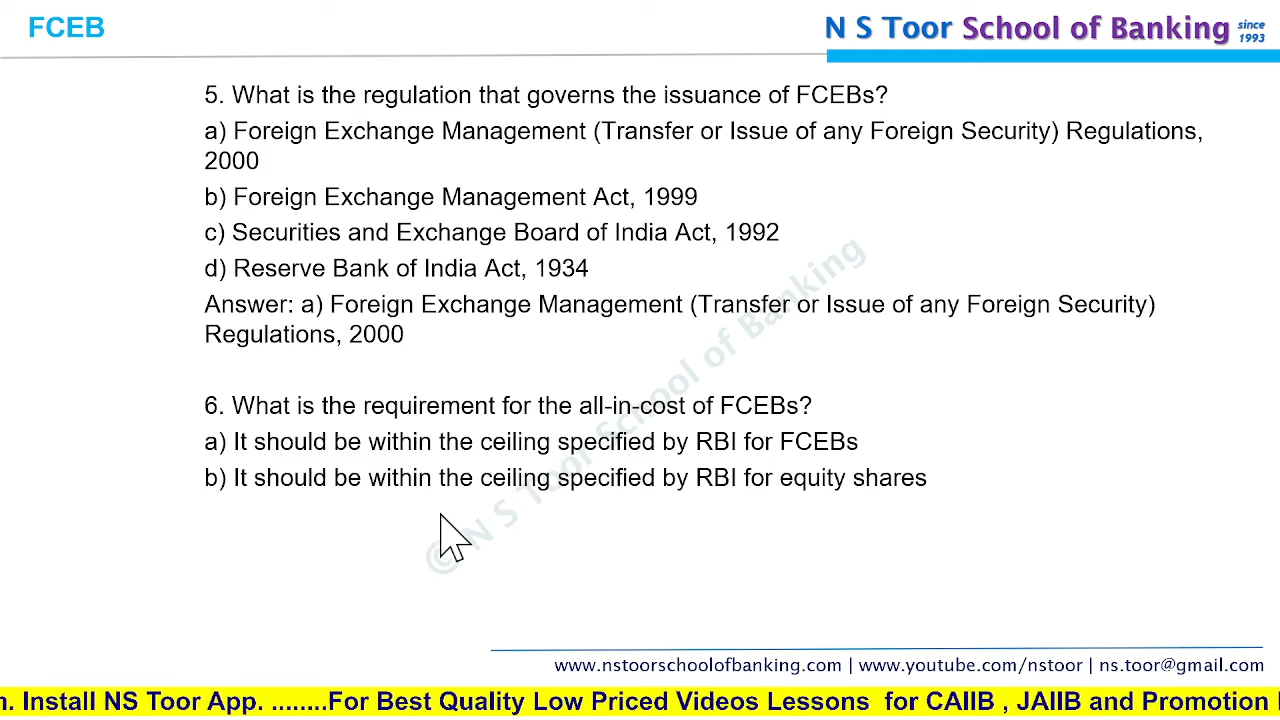 FCEB
N S Toor School of Banking since 1993
5. What is the regulation that governs the issuance of FCEBs?
a) Foreign Exchange Management (Transfer or Issue of any Foreign Security) Regulations,
2000
b) Foreign Exchange Management Act, 1999
c) Securities and Exchange Board of India Act, 1992
d) Reserve Bank of India Act, 1934
Answer: a) Foreign Exchange Management (Transfer or Issue of any Foreign Security)
Regulations, 2000
6. What is the requirement for the all-in-cost of FCEBs?
a) It should be within the ceiling specified by RBI for FCEBs
b) It should be within the ceiling specified by RBI for equity shares
© N S Toor School of Banking
www.nstoorschoolofbanking.com | www.youtube.com/nstoor | ns.toor@gmail.com
. Install NS Toor App. ........For Best Quality Low Priced Videos Lessons for CAIIB , JAIIB and Promotion